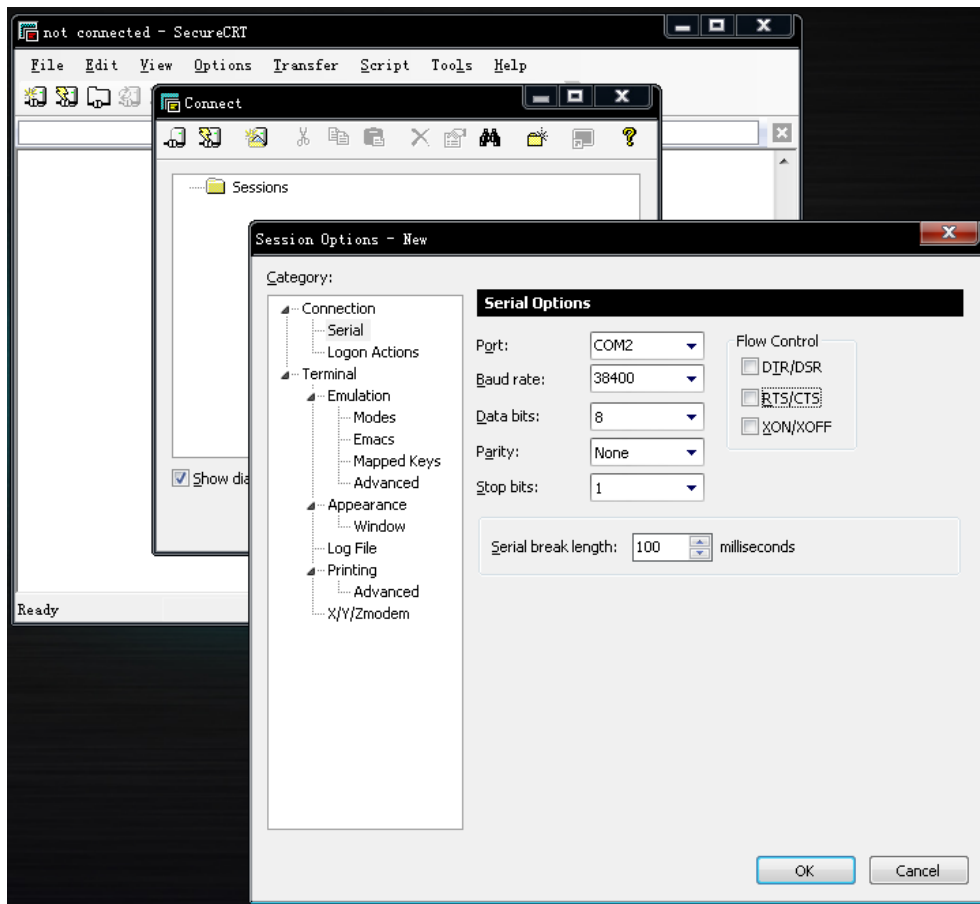 not connected - SecureCRT
File Edit View Options Transfer Script Tools Help
Connect
Sessions
Show dia
Ready
Session Options - New
Category:
Connection
Serial
Logon Actions
Terminal
Emulation
Modes
Emacs
Mapped Keys
Advanced
Appearance
Window
Log File
Printing
Advanced
X/Y/Zmodem
Serial Options
Port: COM2
Baud rate: 38400
Data bits: 8
Parity: None
Stop bits: 1
Flow Control
DTR/DSR
RTS/CTS
XON/XOFF
Serial break length: 100 milliseconds
OK Cancel